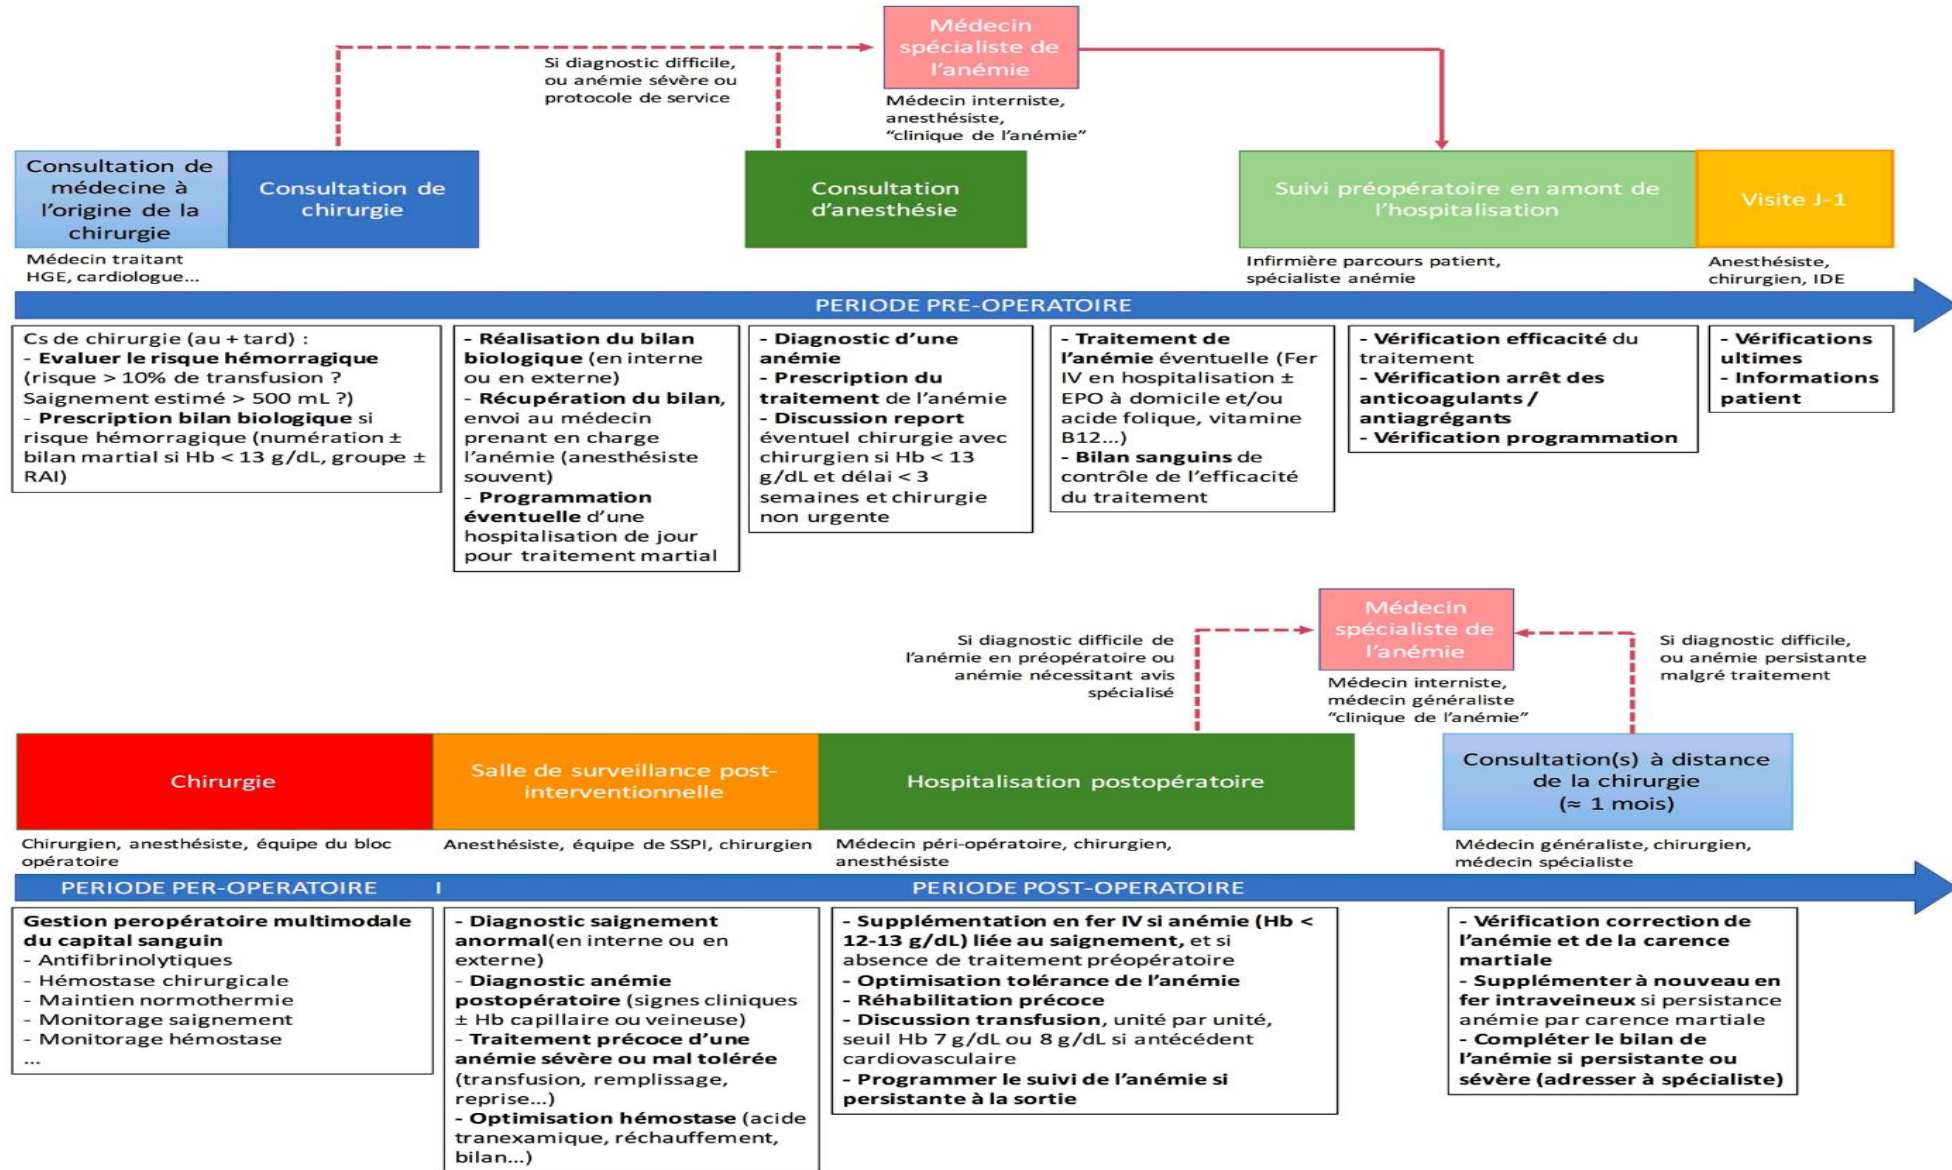 Médecin
spécialiste de
l'anémie
Si diagnostic difficile,
ou anémie sévère ou
protocole de service
Médecin interniste,
anesthésiste,
“clinique de l'anémie”
Consultation de
médecine à
l'origine de la
chirurgie
Consultation de
chirurgie
Consultation
d'anesthésie
Suivi préopératoire en amont de
l'hospitalisation
Visite J-1
Médecin traitant
HGE, cardiologue...
Infirmière parcours patient,
spécialiste anémie
Anesthésiste,
chirurgien, IDE
PERIODE PRE-OPERATOIRE
Cs de chirurgie (au + tard) :
- Evaluer le risque hémorragique
(risque > 10% de transfusion ?
Saignement estimé > 500 mL ?)
- Prescription bilan biologique si
risque hémorragique (numération ±
bilan martial si Hb < 13 g/dL, groupe ±
RAI)
- Réalisation du bilan
biologique (en interne
ou en externe)
- Récupération du bilan,
envoi au médecin
prenant en charge
l'anémie (anesthésiste
souvent)
- Programmation
éventuelle d'une
hospitalisation de jour
pour traitement martial
- Diagnostic d'une
anémie
- Prescription du
traitement de l'anémie
- Discussion report
éventuel chirurgie avec
chirurgien si Hb < 13
g/dL et délai < 3
semaines et chirurgie
non urgente
- Traitement de
l'anémie éventuelle (Fer
IV en hospitalisation ±
EPO à domicile et/ou
acide folique, vitamine
B12...)
- Bilan sanguins de
contrôle de l'efficacité
du traitement
- Vérification efficacité du
traitement
- Vérification arrêt des
anticoagulants /
antiagrégants
- Vérification programmation
- Vérifications
ultimes
- Informations
patient
Médecin
spécialiste de
l'anémie
Si diagnostic difficile de
l'anémie en préopératoire ou
anémie nécessitant avis
spécialisé
Si diagnostic difficile,
ou anémie persistante
malgré traitement
Médecin interniste,
médecin généraliste
“clinique de l'anémie”
Chirurgie
Salle de surveillance post-
interventionnelle
Hospitalisation postopératoire
Consultation(s) à distance
de la chirurgie
(≈ 1 mois)
Chirurgien, anesthésiste, équipe du bloc
opératoire
Anesthésiste, équipe de SSPI, chirurgien
Médecin péri-opératoire, chirurgien,
anesthésiste
Médecin généraliste, chirurgien,
médecin spécialiste
PERIODE PER-OPERATOIRE I PERIODE POST-OPERATOIRE
Gestion peropératoire multimodale
du capital sanguin
- Antifibrinolytiques
- Hémostase chirurgicale
- Maintien normothermie
- Monitorage saignement
- Monitorage hémostase
...
- Diagnostic saignement
anormal(en interne ou en
externe)
- Diagnostic anémie
postopératoire (signes cliniques
± Hb capillaire ou veineuse)
- Traitement précoce d'une
anémie sévère ou mal tolérée
(transfusion, remplissage,
reprise...)
- Optimisation hémostase (acide
tranexamique, réchauffement,
bilan...)
- Supplémentation en fer IV si anémie (Hb <
12-13 g/dL) liée au saignement, et si
absence de traitement préopératoire
- Optimisation tolérance de l'anémie
- Réhabilitation précoce
- Discussion transfusion, unité par unité,
seuil Hb 7 g/dL ou 8 g/dL si antécédent
cardiovasculaire
- Programmer le suivi de l'anémie si
persistante à la sortie
- Vérification correction de
l'anémie et de la carence
martiale
- Supplémenter à nouveau en
fer intraveineux si persistance
anémie par carence martiale
- Compléter le bilan de
l'anémie si persistante ou
sévère (adresser à spécialiste)